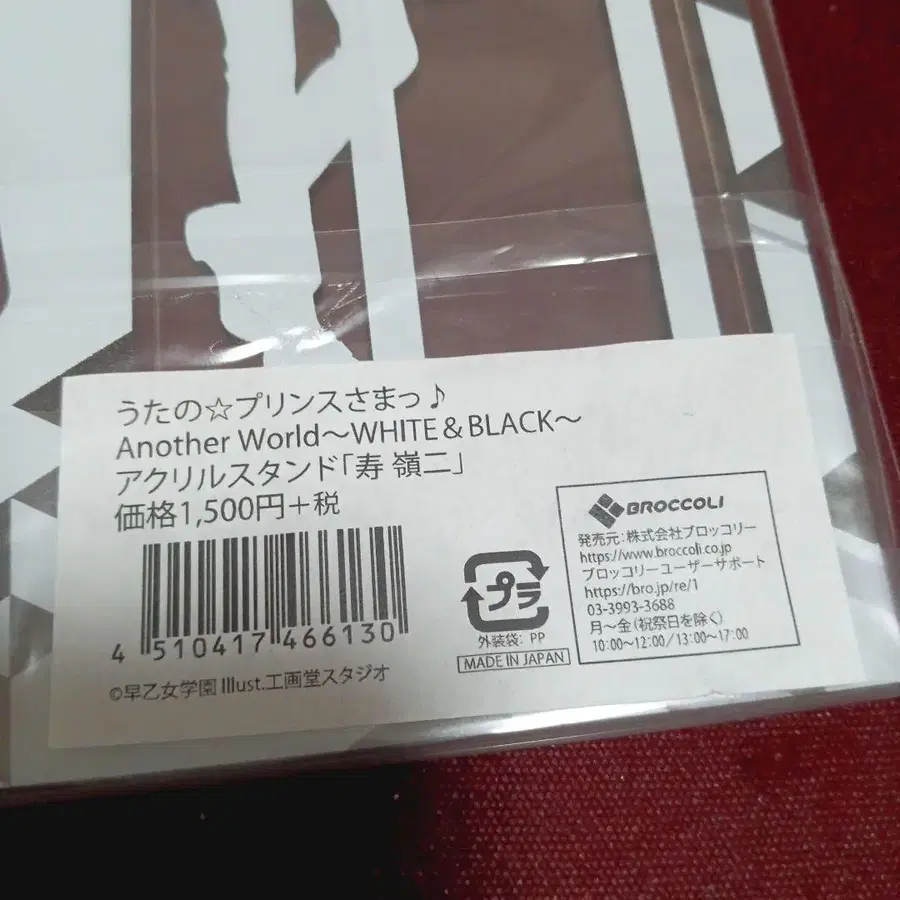 うたの☆プリンスさまっ♪
Another World～WHITE＆BLACK～
アクリルスタンド「寿 嶺二」
価格1,500円＋税
4 510417 466130
©早乙女学園 Illust.工画堂スタジオ
プラ
外装袋: PP
MADE IN JAPAN
BROCCOLI
発売元：株式会社ブロッコリー
https://www.broccoli.co.jp
ブロッコリーユーザーサポート
https://bro.jp/re/1
03-3993-3688
月～金（祝祭日を除く）
10:00～12:00／13:00～17:00